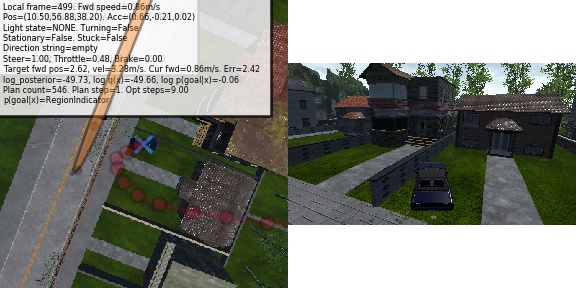 Local frame=499. Fwd speed=0.86m/s
Pos=(10.50,56.88,38.20). Acc=(0.66,-0.21,0.02)
Light state=NONE. Turning=False
Stationary=False. Stuck=False
Direction string=empty
Steer=1.00, Throttle=0.48, Brake=0.00
Target fwd pos=2.62, vel=3.28m/s. Cur fwd=0.86m/s. Err=2.42
log_posterior=-49.73, log q(x)=-49.66, log p(goal|x)=-0.06
Plan count=546. Plan step=1. Opt steps=9.00
p(goal|x)=RegionIndicator